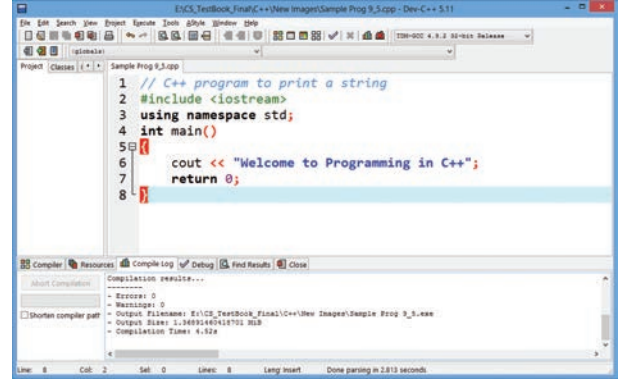 E:\CS_TestBook_Final\C++\New Images\Sample Prog 9_5.cpp - Dev-C++ 5.11
File Edit Search View Project Execute Tools AStyle Window Help
TDM-GCC 4.9.2 32-bit Release
(globals)
Project Classes Sample Prog 9_5.cpp
1 // C++ program to print a string
2 #include <iostream>
3 using namespace std;
4 int main()
5 {
6 cout << "Welcome to Programming in C++";
7 return 0;
8 }
Compiler Resources Compile Log Debug Find Results Close
Abort Compilation
Shorten compiler path
Compilation results...
--------
- Errors: 0
- Warnings: 0
- Output Filename: E:\CS_TestBook_Final\C++\New Images\Sample Prog 9_5.exe
- Output Size: 1.36891460418701 MiB
- Compilation Time: 4.52s
Line: 8 Col: 2 Sel: 0 Lines: 8 Leng: Insert Done parsing in 2.813 seconds